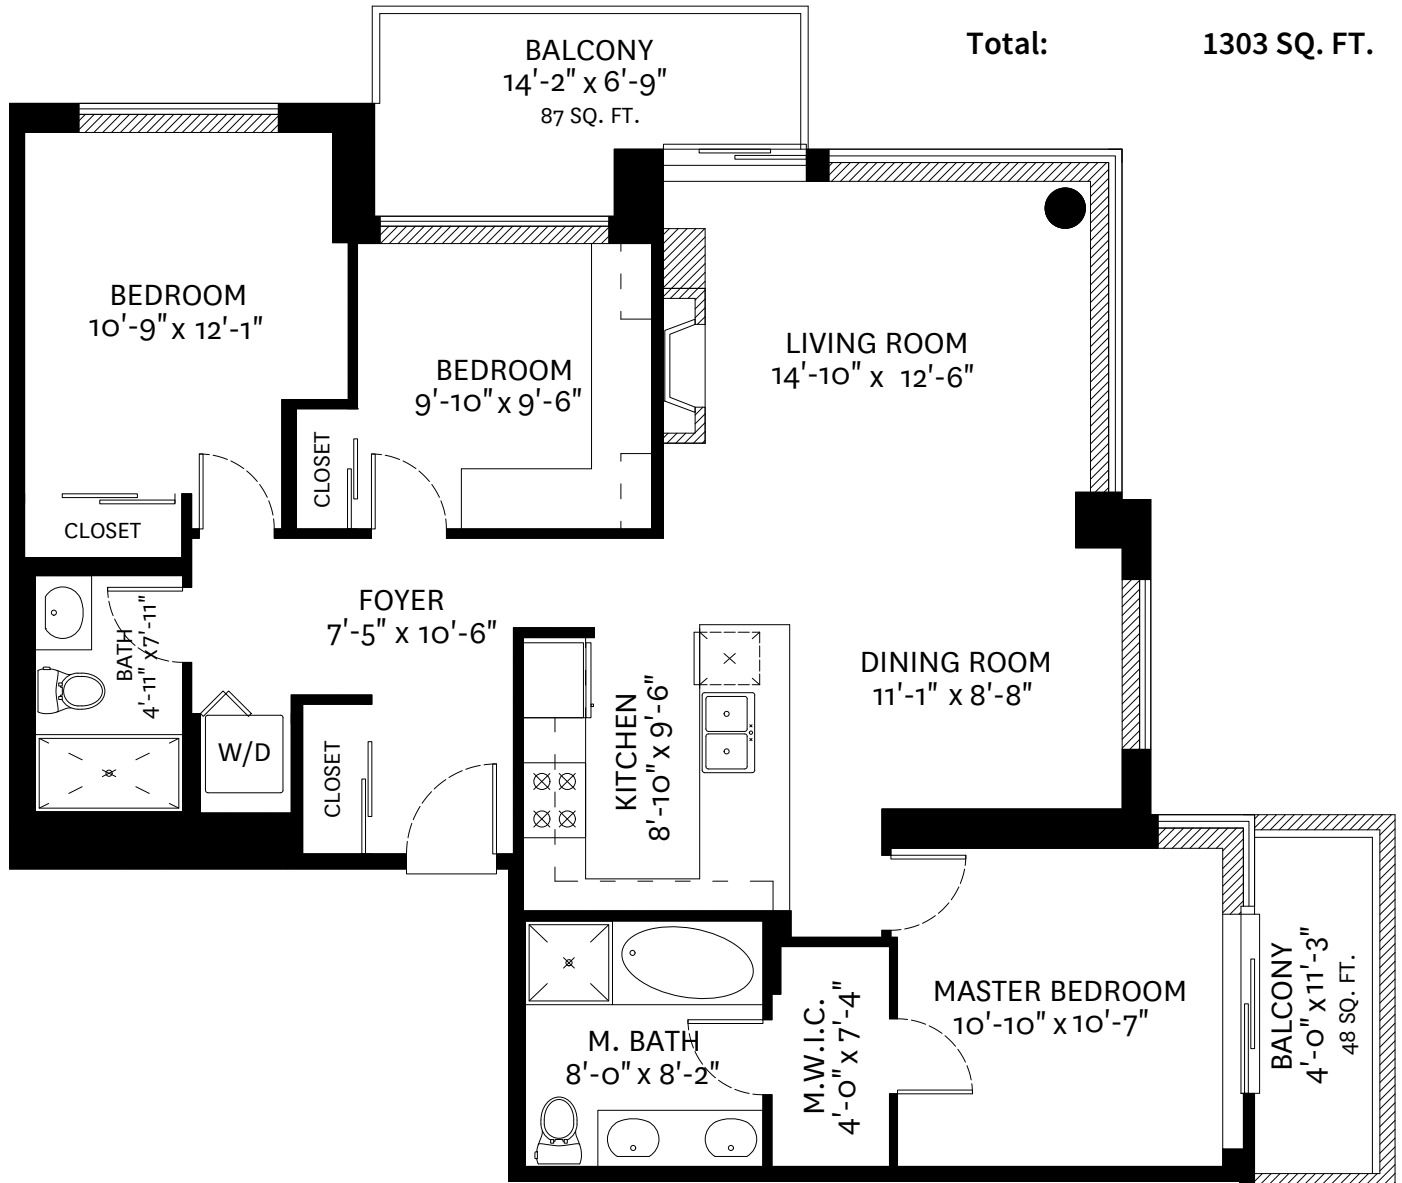 Total: 1303 SQ. FT.
BALCONY
14'-2" x 6'-9"
87 SQ. FT.
BEDROOM
10'-9" x 12'-1"
BEDROOM
9'-10" x 9'-6"
LIVING ROOM
14'-10" x 12'-6"
CLOSET
CLOSET
FOYER
7'-5" x 10'-6"
BATH
4'-11" x 7'-11"
DINING ROOM
11'-1" x 8'-8"
KITCHEN
8'-10" x 9'-6"
W/D
CLOSET
MASTER BEDROOM
10'-10" x 10'-7"
BALCONY
4'-0" x 11'-3"
48 SQ. FT.
M. BATH
8'-0" x 8'-2"
M.W.I.C.
4'-0" x 7'-4"